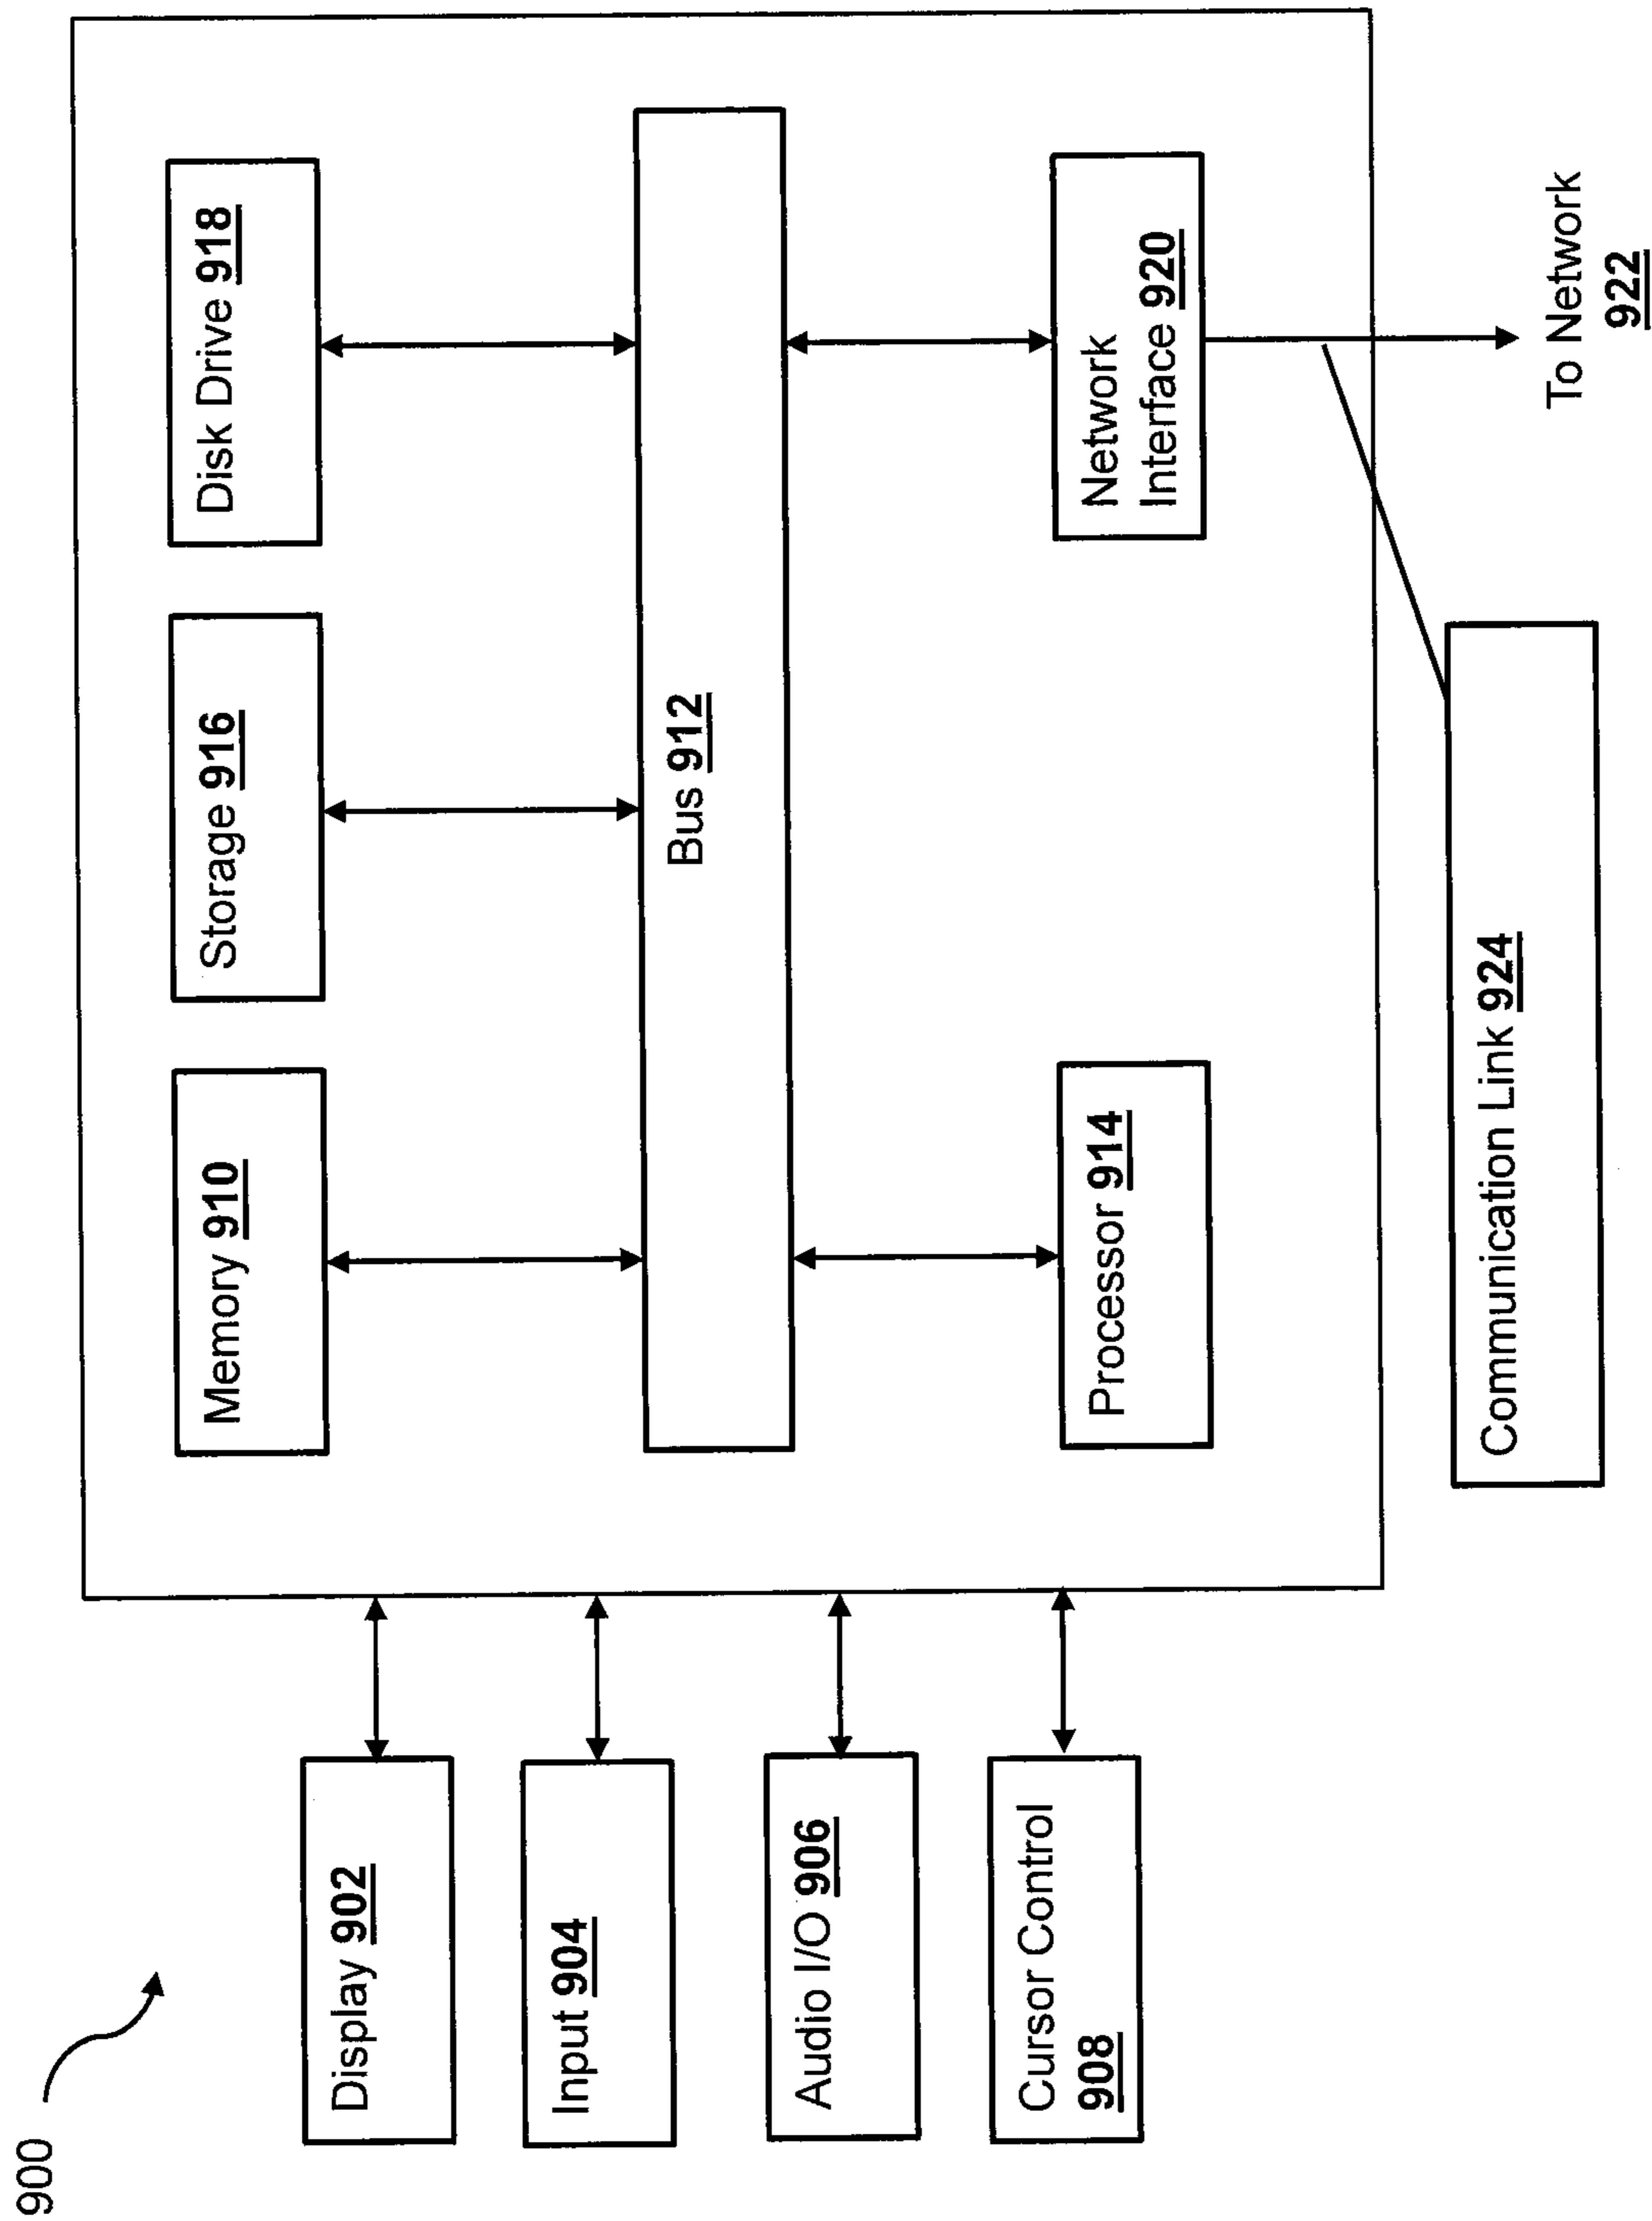 900
Display 902
Input 904
Audio I/O 906
Cursor Control
908
Memory 910
Storage 916
Disk Drive 918
Bus 912
Processor 914
Network
Interface 920
Communication Link 924
To Network
922